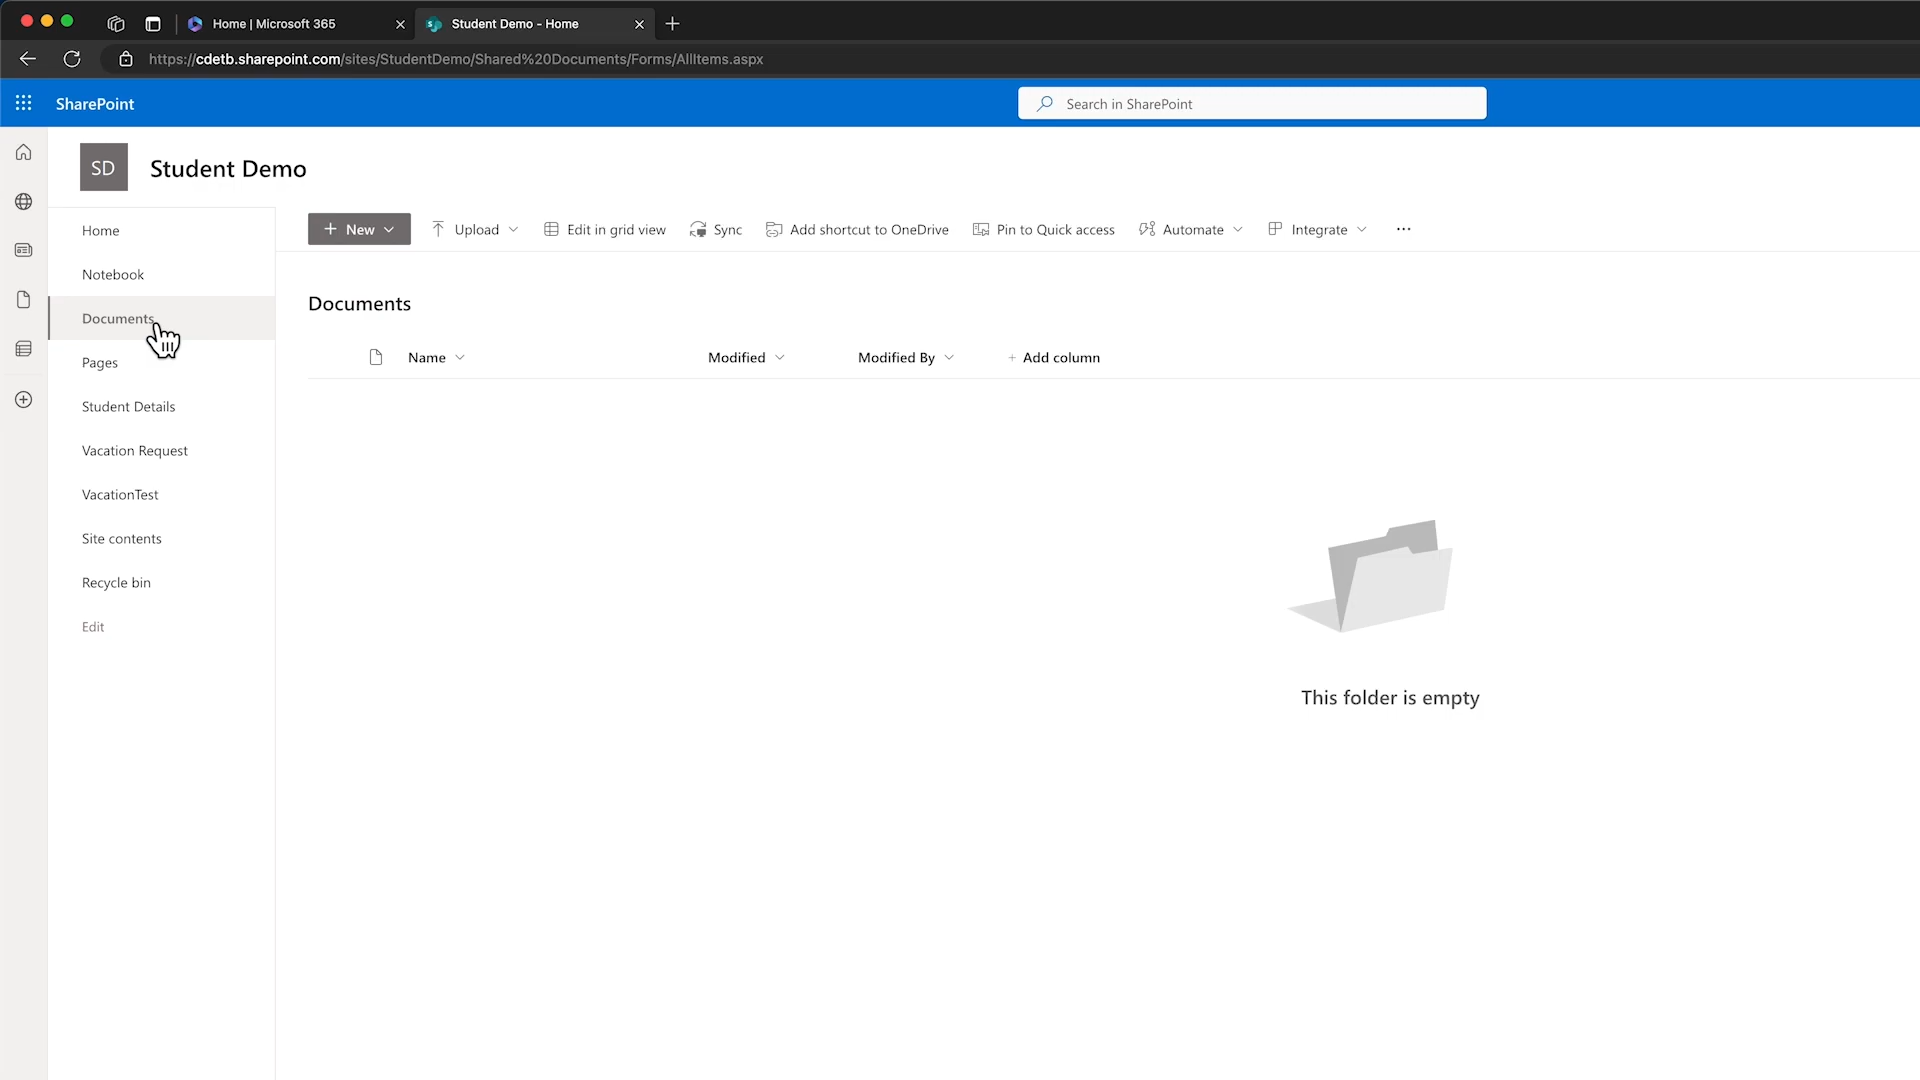 Home | Microsoft 365
Student Demo - Home
https://cdetb.sharepoint.com/sites/StudentDemo/Shared%20Documents/Forms/AllItems.aspx
SharePoint
Search in SharePoint
SD
Student Demo
Home
Notebook
Documents
Pages
Student Details
Vacation Request
VacationTest
Site contents
Recycle bin
Edit
New
Upload
Edit in grid view
Sync
Add shortcut to OneDrive
Pin to Quick access
Automate
Integrate
...
Documents
Name
Modified
Modified By
+ Add column
This folder is empty